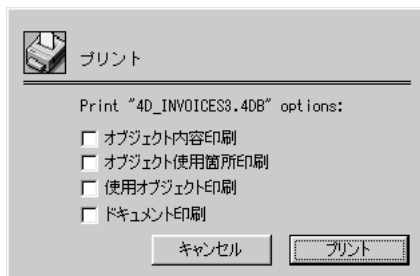 プリント
Print "4D_INVOICES3.4DB" options:
オブジェクト内容印刷
オブジェクト使用箇所印刷
使用オブジェクト印刷
ドキュメント印刷
キャンセル プリント